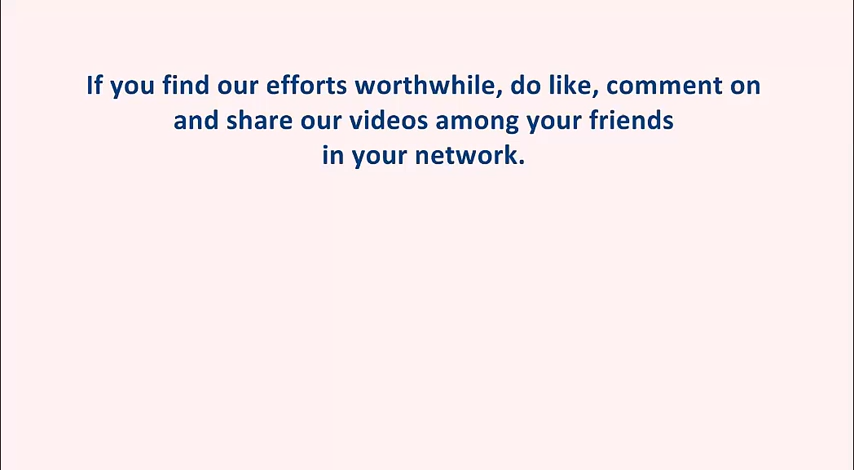 If you find our efforts worthwhile, do like, comment on
and share our videos among your friends
in your network.